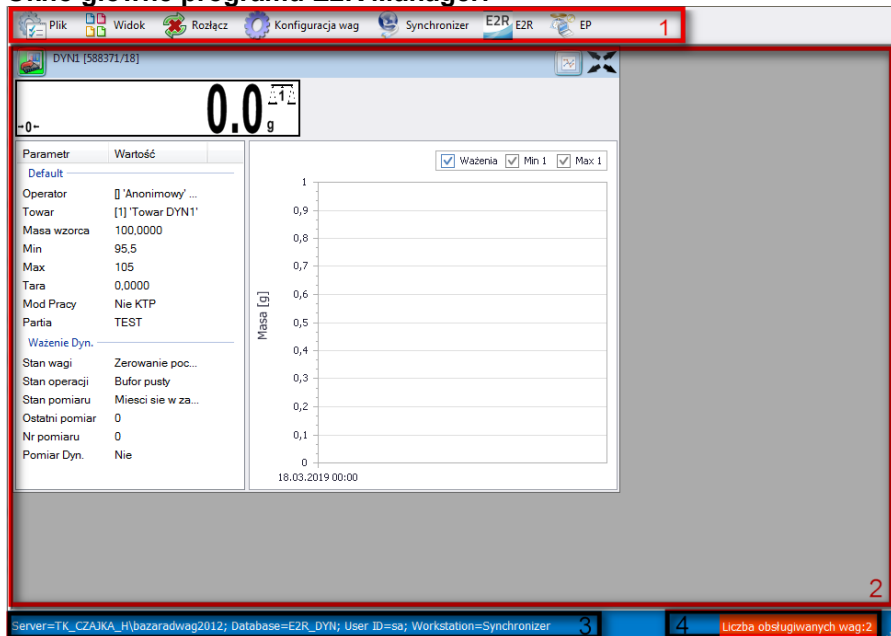 Okno główne programu E2R Manager:
Plik Widok Rozłącz Konfiguracja wag Synchronizer E2R E2R EP 1
DYN1 [588371/18]
0.0 g
-0-
1
Parametr Wartość
Default
Operator [] 'Anonimowy' ...
Towar [1] 'Towar DYN1'
Masa wzorca 100,0000
Min 95,5
Max 105
Tara 0,0000
Mod Pracy Nie KTP
Partia TEST
Ważenie Dyn.
Stan wagi Zerowanie poc...
Stan operacji Bufor pusty
Stan pomiaru Miesci sie w za...
Ostatni pomiar 0
Nr pomiaru 0
Pomiar Dyn. Nie
Ważenia Min 1 Max 1
Masa [g]
1
0,9
0,8
0,7
0,6
0,5
0,4
0,3
0,2
0,1
0
18.03.2019 00:00
2
Server=TK_CZAJKA_H\bazaradwag2012; Database=E2R_DYN; User ID=sa; Workstation=Synchronizer 3
4 Liczba obsługiwanych wag:2